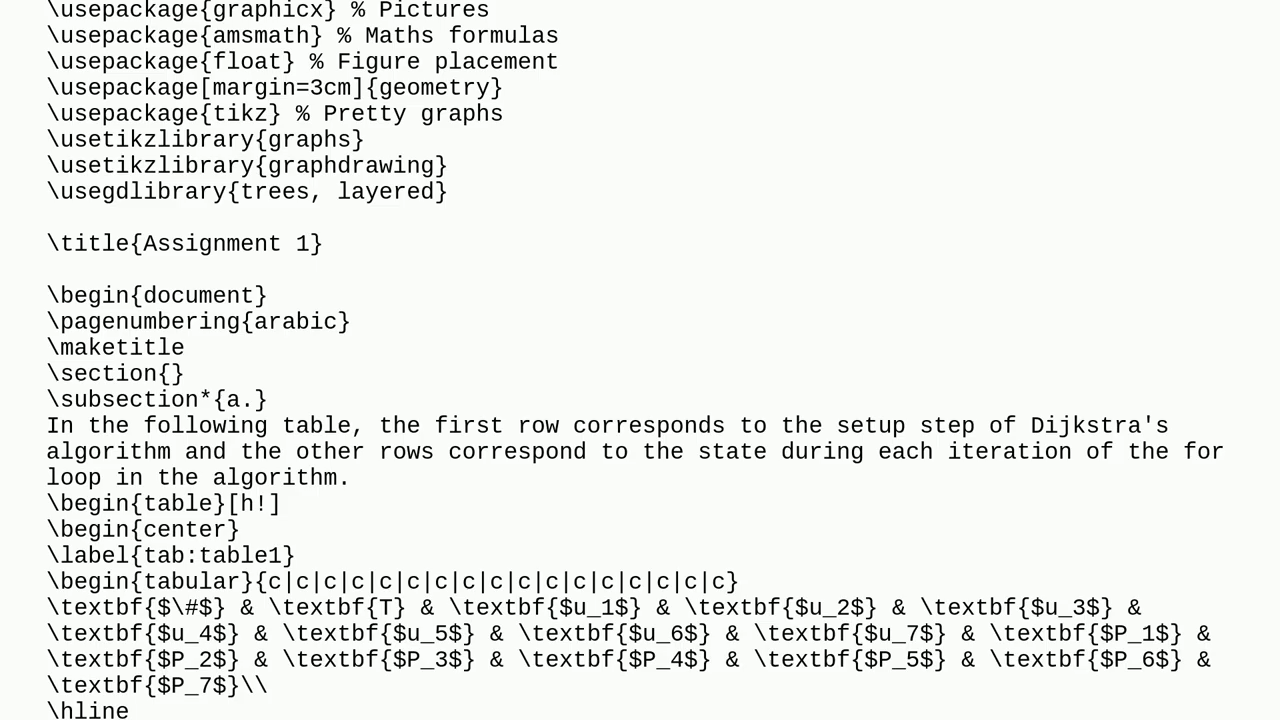 \usepackage{graphicx} % Pictures
\usepackage{amsmath} % Maths formulas
\usepackage{float} % Figure placement
\usepackage[margin=3cm]{geometry}
\usepackage{tikz} % Pretty graphs
\usetikzlibrary{graphs}
\usetikzlibrary{graphdrawing}
\usegdlibrary{trees, layered}
\title{Assignment 1}
\begin{document}
\pagenumbering{arabic}
\maketitle
\section{}
\subsection*{a.}
In the following table, the first row corresponds to the setup step of Dijkstra's
algorithm and the other rows correspond to the state during each iteration of the for
loop in the algorithm.
\begin{table}[h!]
\begin{center}
\label{tab:table1}
\begin{tabular}{c|c|c|c|c|c|c|c|c|c|c|c|c|c|c|c|c}
\textbf{$\#$} & \textbf{T} & \textbf{$u_1$} & \textbf{$u_2$} & \textbf{$u_3$} &
\textbf{$u_4$} & \textbf{$u_5$} & \textbf{$u_6$} & \textbf{$u_7$} & \textbf{$P_1$} &
\textbf{$P_2$} & \textbf{$P_3$} & \textbf{$P_4$} & \textbf{$P_5$} & \textbf{$P_6$} &
\textbf{$P_7$}\\
\hline